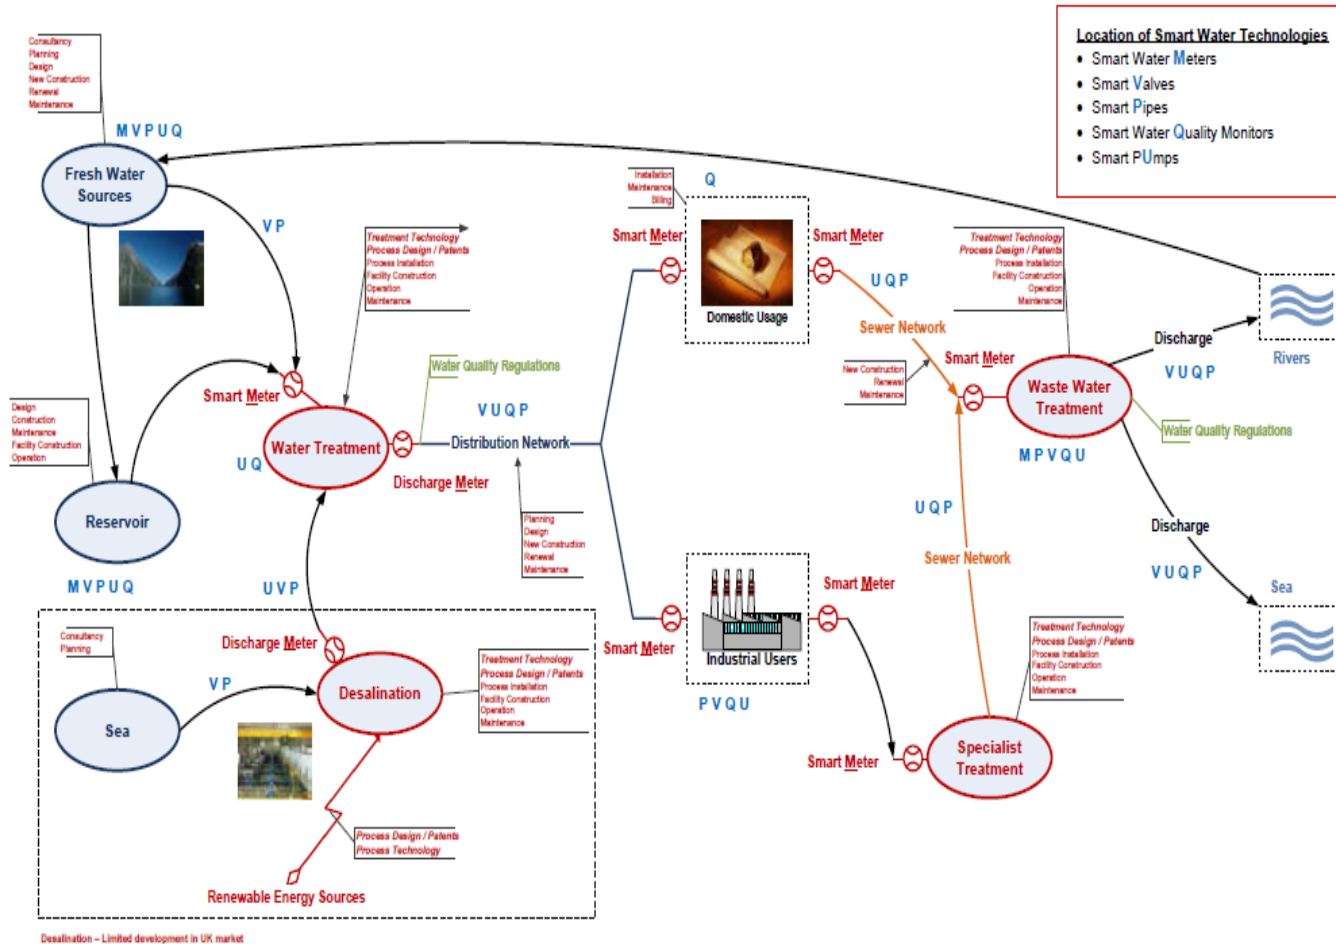 Location of Smart Water Technologies
• Smart Water Meters
• Smart Valves
• Smart Pipes
• Smart Water Quality Monitors
• Smart PUmps
Consultancy
Planning
Design
New Construction
Renewal
Maintenance
M V P U Q
Fresh Water
Sources
V P
Treatment Technology
Process Design / Patents
Process Installation
Facility Construction
Operation
Maintenance
Installation
Maintenance
Billing
Q
Smart Meter
Domestic Usage
Smart Meter
U Q P
Sewer Network
Treatment Technology
Process Design / Patents
Process Installation
Facility Construction
Operation
Maintenance
Discharge
V U Q P
Rivers
New Construction
Renewal
Maintenance
Smart Meter
Waste Water
Treatment
M P V Q U
Water Quality Regulations
Smart Meter
Water Quality Regulations
V U Q P
Distribution Network
Water Treatment
U Q
Discharge Meter
Design
Construction
Maintenance
Facility Construction
Operation
Reservoir
M V P U Q
Planning
Design
New Construction
Renewal
Maintenance
U Q P
Sewer Network
Discharge
V U Q P
Sea
U V P
Smart Meter
Industrial Users
Smart Meter
P V Q U
Smart Meter
Specialist
Treatment
Treatment Technology
Process Design / Patents
Process Installation
Facility Construction
Operation
Maintenance
Consultancy
Planning
Discharge Meter
V P
Sea
Desalination
Treatment Technology
Process Design / Patents
Process Installation
Facility Construction
Operation
Maintenance
Process Design / Patents
Process Technology
Renewable Energy Sources
Desalination – Limited development in UK market